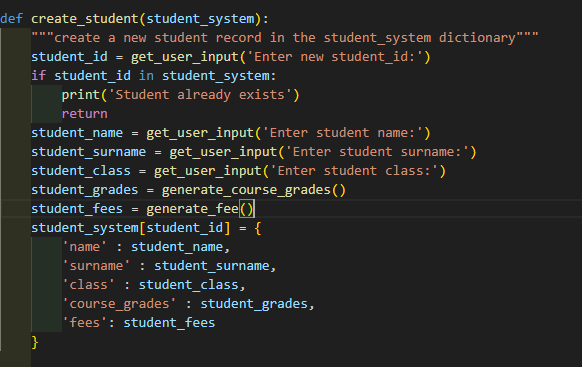 def create_student(student_system):
    """create a new student record in the student_system dictionary"""
    student_id = get_user_input('Enter new student_id:')
    if student_id in student_system:
        print('Student already exists')
        return
    student_name = get_user_input('Enter student name:')
    student_surname = get_user_input('Enter student surname:')
    student_class = get_user_input('Enter student class:')
    student_grades = generate_course_grades()
    student_fees = generate_fee()
    student_system[student_id] = {
        'name' : student_name,
        'surname' : student_surname,
        'class' : student_class,
        'course_grades' : student_grades,
        'fees': student_fees
    }